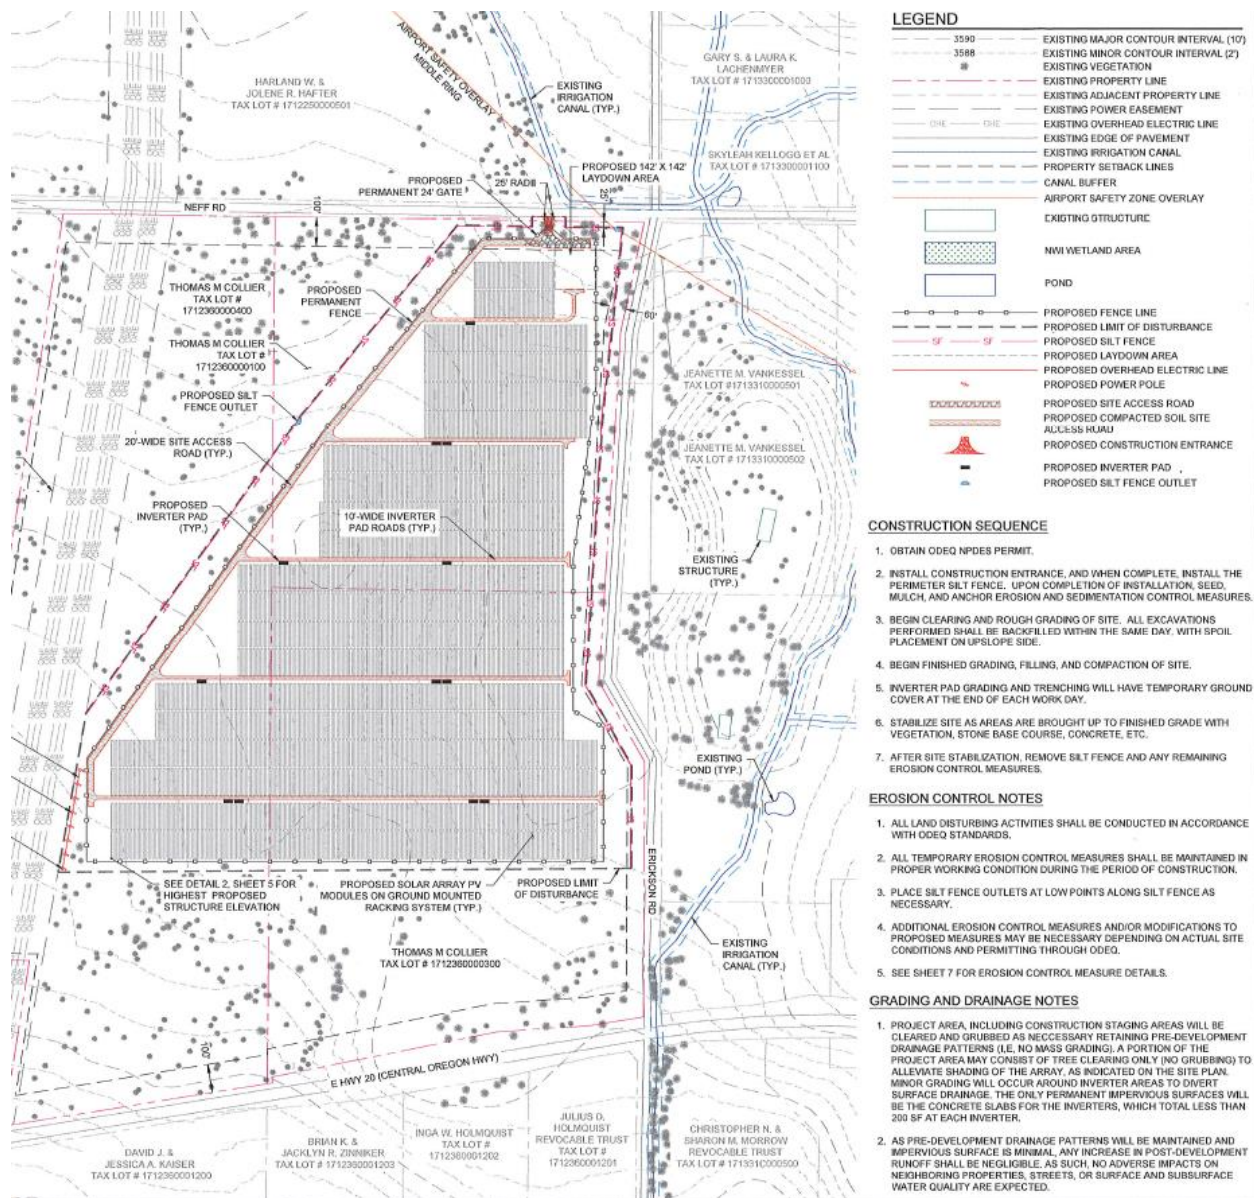 AIRPORT SAFETY OVERLAY
MIDDLE RING
HARLAND W. &
JOLENE R. HAFTER
TAX LOT # 1712250000501
EXISTING
IRRIGATION
CANAL (TYP.)
GARY S. & LAURA K.
LACHENMYER
TAX LOT # 1713300001000
SKYLEAH KELLOGG ET AL
TAX LOT # 1713300001100
PROPOSED 142' X 142'
LAYDOWN AREA
PROPOSED
PERMANENT 24' GATE
25' RADII
25'
NEFF RD
100'
THOMAS M COLLIER
TAX LOT #
1712360000400
PROPOSED
PERMANENT
FENCE
60'
THOMAS M COLLIER
TAX LOT #
1712360000100
JEANETTE M. VANKESSEL
TAX LOT #1713310000501
PROPOSED SILT
FENCE OUTLET
20'-WIDE SITE ACCESS
ROAD (TYP.)
JEANETTE M. VANKESSEL
TAX LOT # 1713310000502
PROPOSED
INVERTER PAD
(TYP.)
10'-WIDE INVERTER
PAD ROADS (TYP.)
EXISTING
STRUCTURE
(TYP.)
EXISTING
POND (TYP.)
SEE DETAIL 2, SHEET 5 FOR
HIGHEST PROPOSED
STRUCTURE ELEVATION
PROPOSED SOLAR ARRAY PV
MODULES ON GROUND MOUNTED
RACKING SYSTEM (TYP.)
PROPOSED LIMIT
OF DISTURBANCE
ERICKSON RD
THOMAS M COLLIER
TAX LOT # 1712360000300
EXISTING
IRRIGATION
CANAL (TYP.)
100'
E HWY 20 (CENTRAL OREGON HWY)
DAVID J. &
JESSICA A. KAISER
TAX LOT # 1712360001200
BRIAN K. &
JACKLYN R. ZINNIKER
TAX LOT # 1712360001203
INGA W. HOLMQUIST
TAX LOT #
1712360001202
JULIUS D.
HOLMQUIST
REVOCABLE TRUST
TAX LOT #
1712360001201
CHRISTOPHER N. &
SHARON M. MORROW
REVOCABLE TRUST
TAX LOT # 171331C000500
LEGEND
3590 EXISTING MAJOR CONTOUR INTERVAL (10')
3588 EXISTING MINOR CONTOUR INTERVAL (2')
EXISTING VEGETATION
EXISTING PROPERTY LINE
EXISTING ADJACENT PROPERTY LINE
EXISTING POWER EASEMENT
OHE OHE EXISTING OVERHEAD ELECTRIC LINE
EXISTING EDGE OF PAVEMENT
EXISTING IRRIGATION CANAL
PROPERTY SETBACK LINES
CANAL BUFFER
AIRPORT SAFETY ZONE OVERLAY
EXISTING STRUCTURE
NWI WETLAND AREA
POND
PROPOSED FENCE LINE
PROPOSED LIMIT OF DISTURBANCE
SF SF PROPOSED SILT FENCE
PROPOSED LAYDOWN AREA
PROPOSED OVERHEAD ELECTRIC LINE
PROPOSED POWER POLE
PROPOSED SITE ACCESS ROAD
PROPOSED COMPACTED SOIL SITE
ACCESS ROAD
PROPOSED CONSTRUCTION ENTRANCE
PROPOSED INVERTER PAD
PROPOSED SILT FENCE OUTLET
CONSTRUCTION SEQUENCE
1. OBTAIN ODEQ NPDES PERMIT.
2. INSTALL CONSTRUCTION ENTRANCE, AND WHEN COMPLETE, INSTALL THE
PERIMETER SILT FENCE. UPON COMPLETION OF INSTALLATION, SEED,
MULCH, AND ANCHOR EROSION AND SEDIMENTATION CONTROL MEASURES.
3. BEGIN CLEARING AND ROUGH GRADING OF SITE. ALL EXCAVATIONS
PERFORMED SHALL BE BACKFILLED WITHIN THE SAME DAY, WITH SPOIL
PLACEMENT ON UPSLOPE SIDE.
4. BEGIN FINISHED GRADING, FILLING, AND COMPACTION OF SITE.
5. INVERTER PAD GRADING AND TRENCHING WILL HAVE TEMPORARY GROUND
COVER AT THE END OF EACH WORK DAY.
6. STABILIZE SITE AS AREAS ARE BROUGHT UP TO FINISHED GRADE WITH
VEGETATION, STONE BASE COURSE, CONCRETE, ETC.
7. AFTER SITE STABILIZATION, REMOVE SILT FENCE AND ANY REMAINING
EROSION CONTROL MEASURES.
EROSION CONTROL NOTES
1. ALL LAND DISTURBING ACTIVITIES SHALL BE CONDUCTED IN ACCORDANCE
WITH ODEQ STANDARDS.
2. ALL TEMPORARY EROSION CONTROL MEASURES SHALL BE MAINTAINED IN
PROPER WORKING CONDITION DURING THE PERIOD OF CONSTRUCTION.
3. PLACE SILT FENCE OUTLETS AT LOW POINTS ALONG SILT FENCE AS
NECESSARY.
4. ADDITIONAL EROSION CONTROL MEASURES AND/OR MODIFICATIONS TO
PROPOSED MEASURES MAY BE NECESSARY DEPENDING ON ACTUAL SITE
CONDITIONS AND PERMITTING THROUGH ODEQ.
5. SEE SHEET 7 FOR EROSION CONTROL MEASURE DETAILS.
GRADING AND DRAINAGE NOTES
1. PROJECT AREA, INCLUDING CONSTRUCTION STAGING AREAS WILL BE
CLEARED AND GRUBBED AS NECCESSARY RETAINING PRE-DEVELOPMENT
DRAINAGE PATTERNS (I.E, NO MASS GRADING). A PORTION OF THE
PROJECT AREA MAY CONSIST OF TREE CLEARING ONLY (NO GRUBBING) TO
ALLEVIATE SHADING OF THE ARRAY, AS INDICATED ON THE SITE PLAN.
MINOR GRADING WILL OCCUR AROUND INVERTER AREAS TO DIVERT
SURFACE DRAINAGE. THE ONLY PERMANENT IMPERVIOUS SURFACES WILL
BE THE CONCRETE SLABS FOR THE INVERTERS, WHICH TOTAL LESS THAN
200 SF AT EACH INVERTER.
2. AS PRE-DEVELOPMENT DRAINAGE PATTERNS WILL BE MAINTAINED AND
IMPERVIOUS SURFACE IS MINIMAL, ANY INCREASE IN POST-DEVELOPMENT
RUNOFF SHALL BE NEGLIGIBLE. AS SUCH, NO ADVERSE IMPACTS ON
NEIGHBORING PROPERTIES, STREETS, OR SURFACE AND SUBSURFACE
WATER QUALITY ARE EXPECTED.